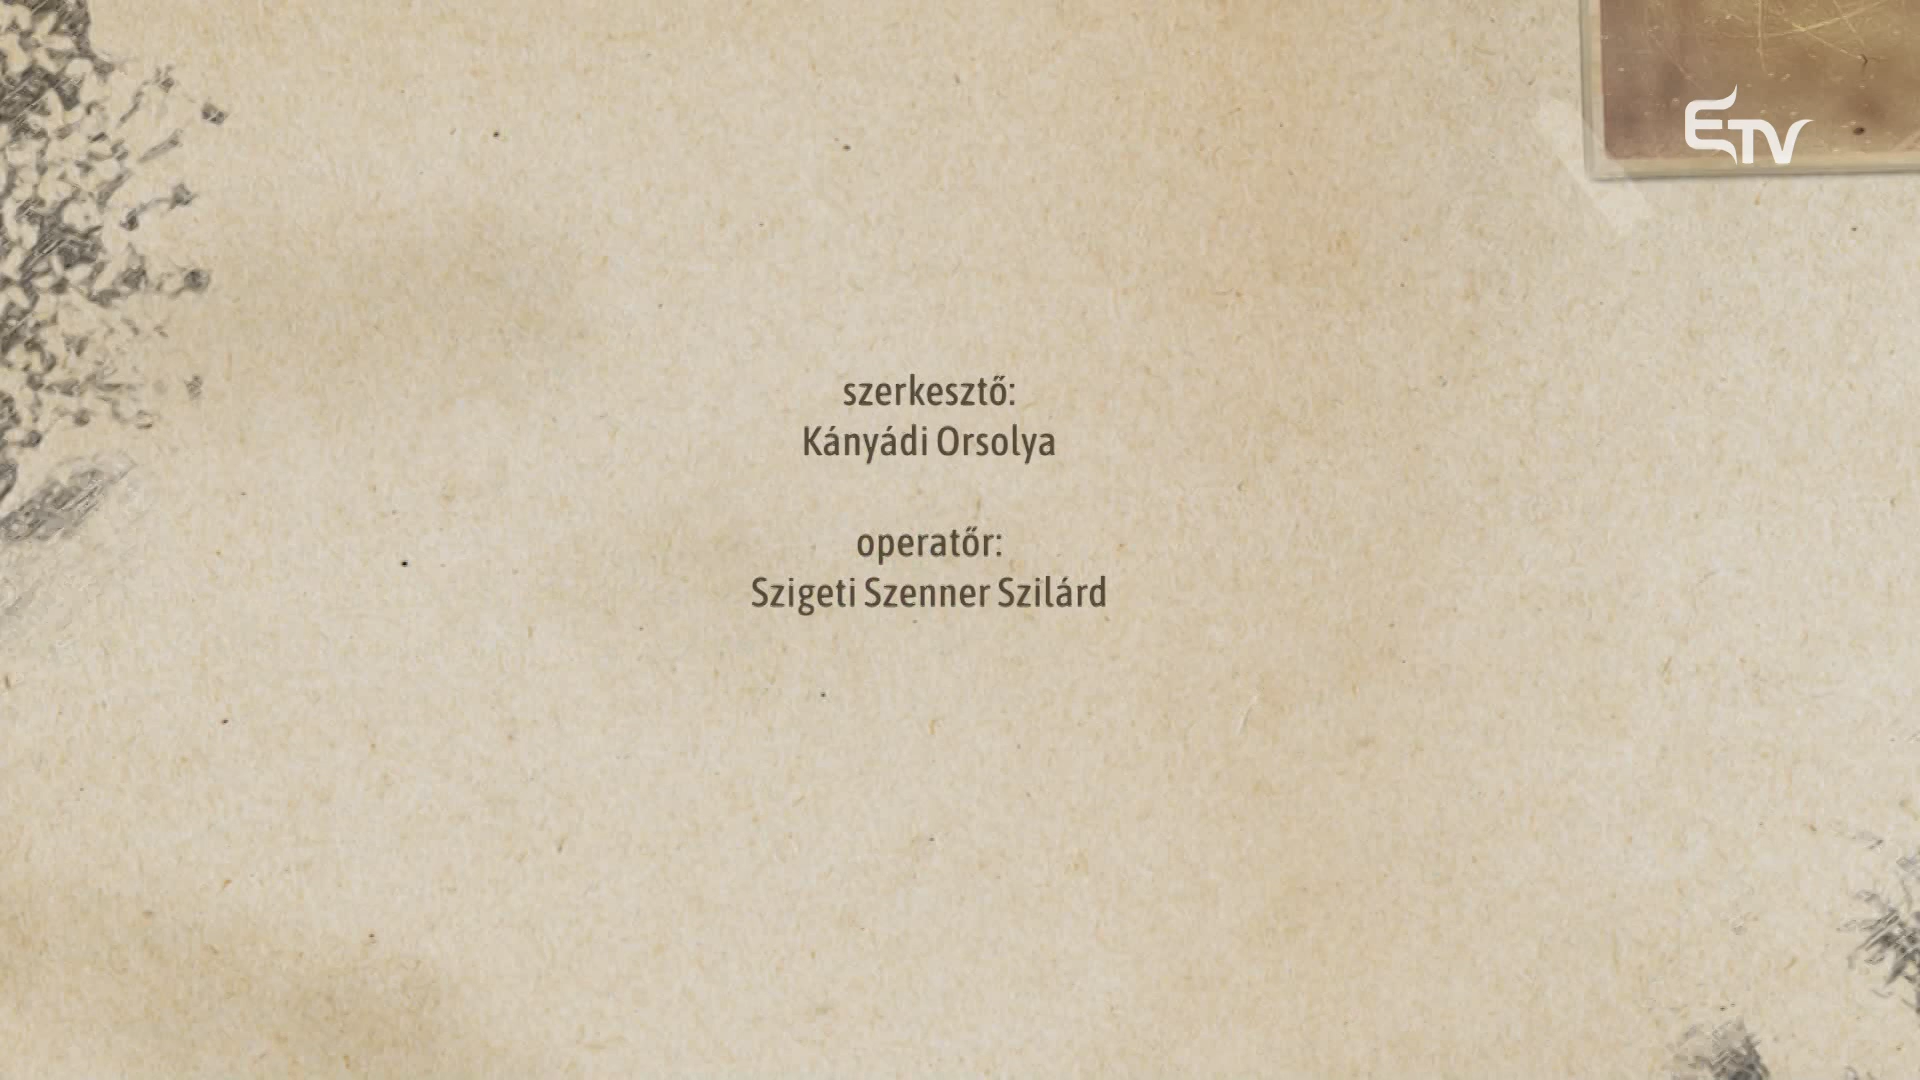 ETV
szerkesztő:
Kányádi Orsolya
operatőr:
Szigeti Szenner Szilárd